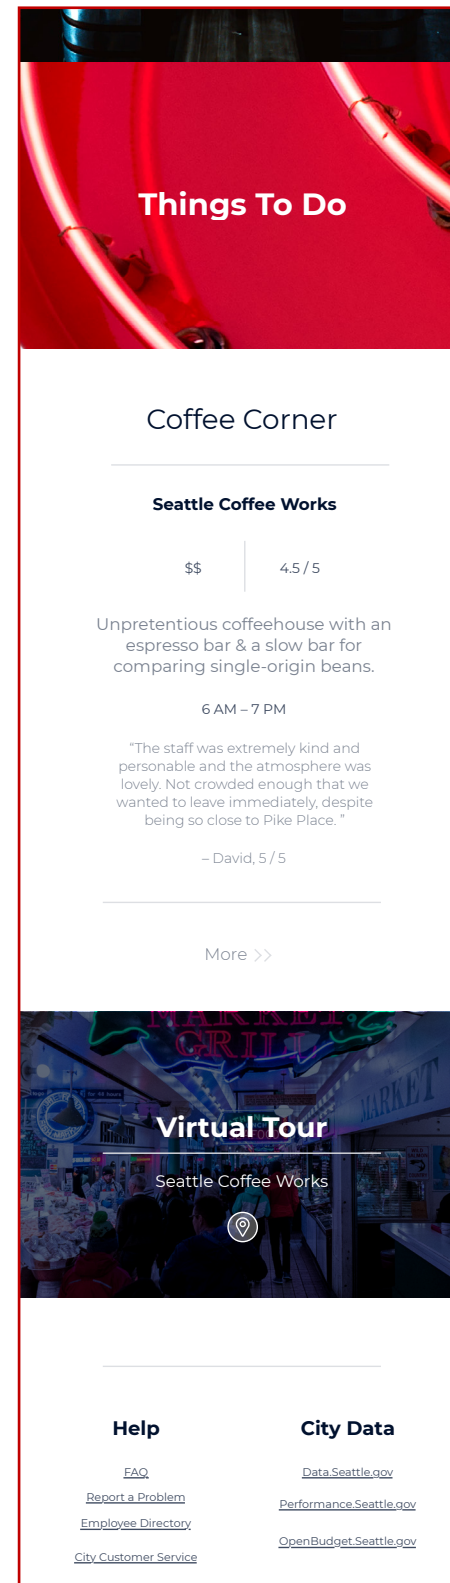 Things To Do
Coffee Corner
Seattle Coffee Works
$$
4.5 / 5
Unpretentious coffeehouse with an
espresso bar & a slow bar for
comparing single-origin beans.
6 AM – 7 PM
“The staff was extremely kind and
personable and the atmosphere was
lovely. Not crowded enough that we
wanted to leave immediately, despite
being so close to Pike Place. ”
– David, 5 / 5
More
MARKET
GRILL
MARKET
Virtual Tour
Seattle Coffee Works
Help
FAQ
Report a Problem
Employee Directory
City Customer Service
City Data
Data.Seattle.gov
Performance.Seattle.gov
OpenBudget.Seattle.gov